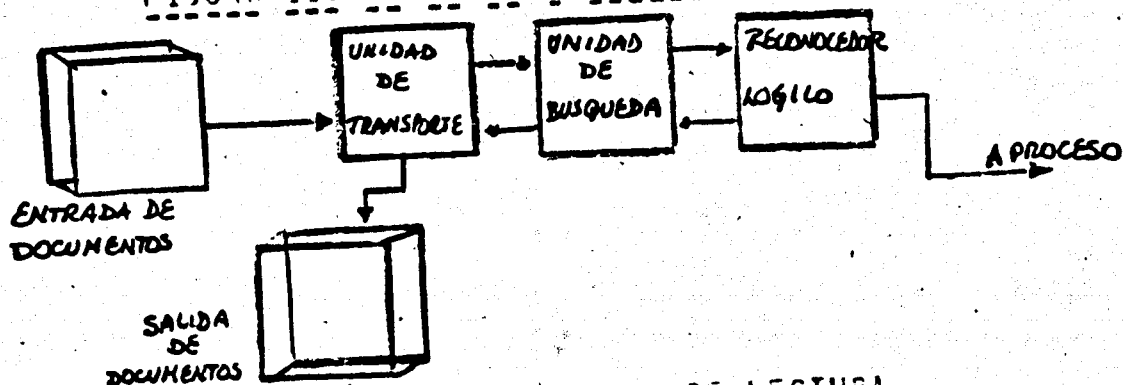 UNIDAD
DE
TRANSPORTE
UNIDAD
DE
BUSQUEDA
RECONOCEDOR
LOGICO
A PROCESO
ENTRADA DE
DOCUMENTOS
SALIDA
DE
DOCUMENTOS